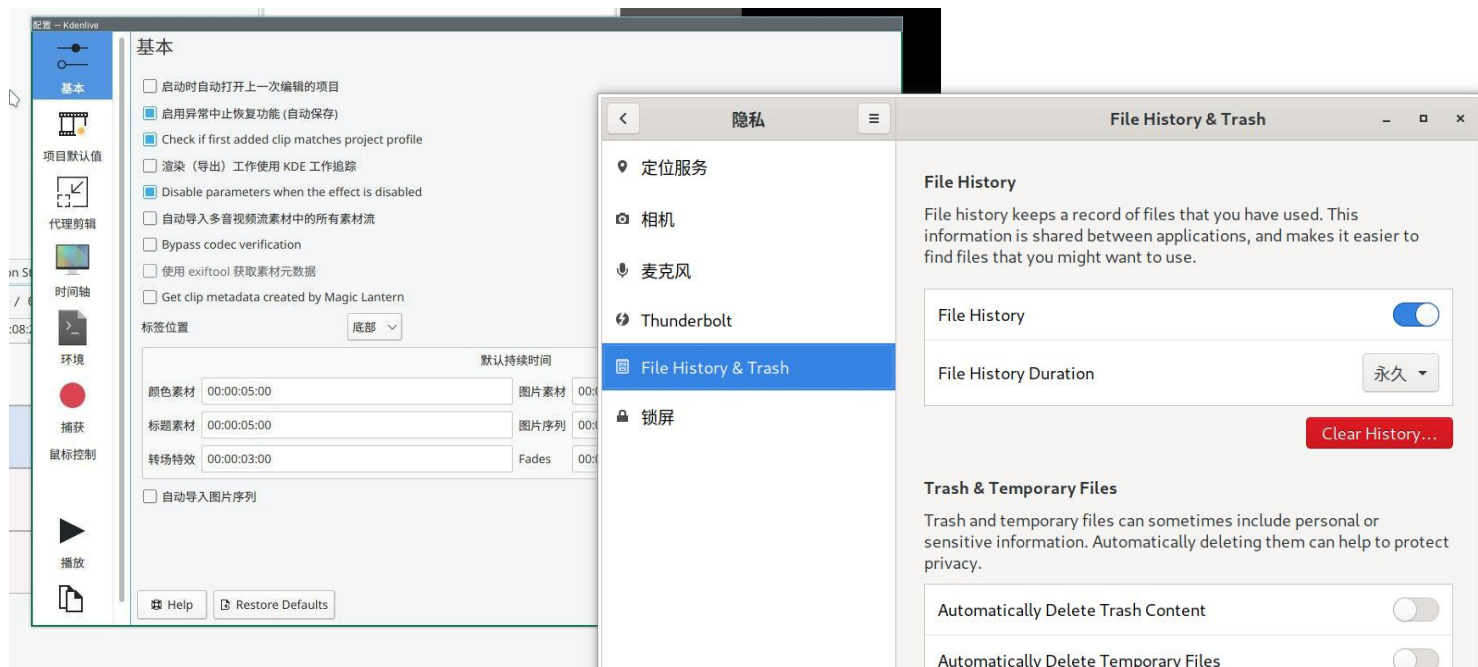 配置 — Kdenlive
基本
项目默认值
代理剪辑
时间轴
环境
捕获
鼠标控制
播放
基本
启动时自动打开上一次编辑的项目
启用异常中止恢复功能 (自动保存)
Check if first added clip matches project profile
渲染（导出）工作使用 KDE 工作追踪
Disable parameters when the effect is disabled
自动导入多音视频流素材中的所有素材流
Bypass codec verification
使用 exiftool 获取素材元数据
Get clip metadata created by Magic Lantern
标签位置 底部
默认持续时间
颜色素材 00:00:05:00 图片素材
标题素材 00:00:05:00 图片序列
转场特效 00:00:03:00 Fades
自动导入图片序列
Help Restore Defaults
隐私
定位服务
相机
麦克风
Thunderbolt
File History & Trash
锁屏
File History & Trash
File History
File history keeps a record of files that you have used. This
information is shared between applications, and makes it easier to
find files that you might want to use.
File History
File History Duration 永久
Clear History...
Trash & Temporary Files
Trash and temporary files can sometimes include personal or
sensitive information. Automatically deleting them can help to protect
privacy.
Automatically Delete Trash Content
Automatically Delete Temporary Files